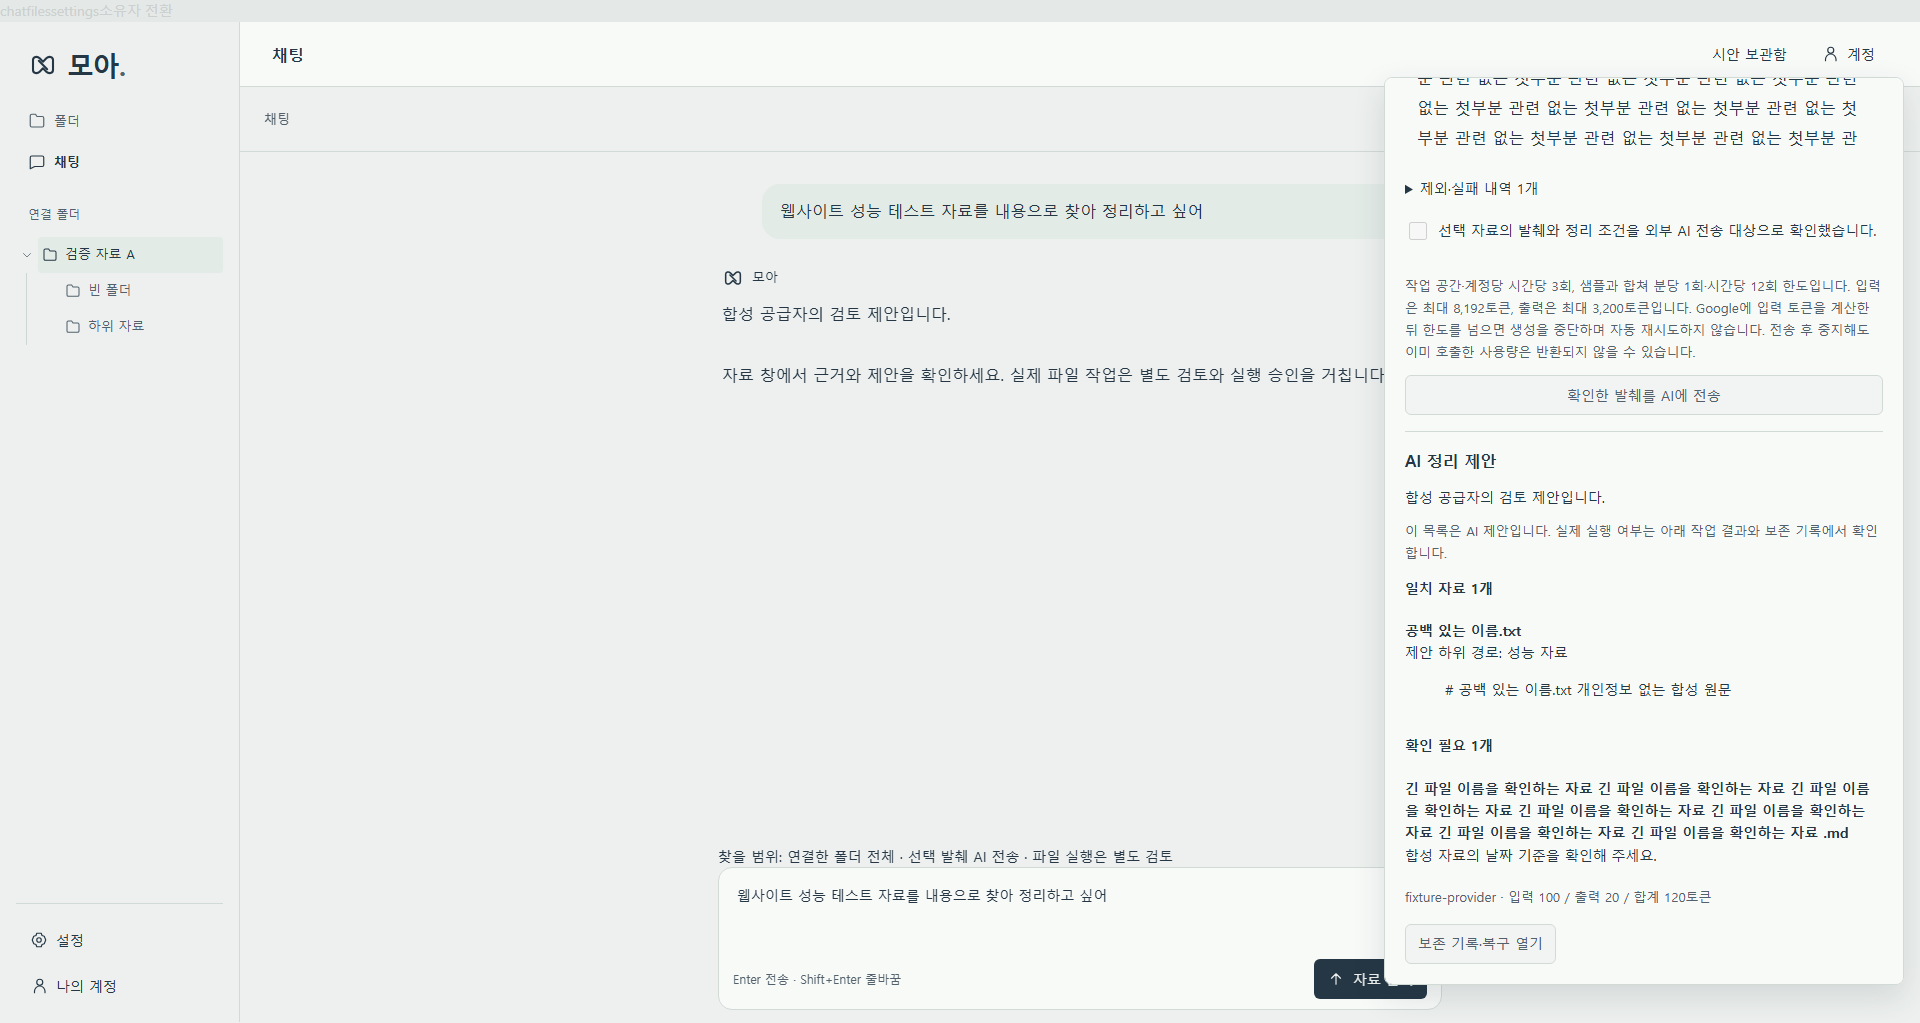 chatfilessettings소유자 전환
모아.
폴더
채팅
연결 폴더
검증 자료 A
빈 폴더
하위 자료
설정
나의 계정
채팅
시안 보관함
계정
채팅
웹사이트 성능 테스트 자료를 내용으로 찾아 정리하고 싶어
모아
합성 공급자의 검토 제안입니다.
자료 창에서 근거와 제안을 확인하세요. 실제 파일 작업은 별도 검토와 실행 승인을 거칩니다
찾을 범위: 연결한 폴더 전체 · 선택 발췌 AI 전송 · 파일 실행은 별도 검토
웹사이트 성능 테스트 자료를 내용으로 찾아 정리하고 싶어
Enter 전송 · Shift+Enter 줄바꿈
자료
분 관련 없는 첫부분 관련 없는 첫부분 관련 없는 첫부분 관련
없는 첫부분 관련 없는 첫부분 관련 없는 첫부분 관련 없는 첫
부분 관련 없는 첫부분 관련 없는 첫부분 관련 없는 첫부분 관
제외·실패 내역 1개
선택 자료의 발췌와 정리 조건을 외부 AI 전송 대상으로 확인했습니다.
작업 공간·계정당 시간당 3회, 샘플과 합쳐 분당 1회·시간당 12회 한도입니다. 입력
은 최대 8,192토큰, 출력은 최대 3,200토큰입니다. Google에 입력 토큰을 계산한
뒤 한도를 넘으면 생성을 중단하며 자동 재시도하지 않습니다. 전송 후 중지해도
이미 호출한 사용량은 반환되지 않을 수 있습니다.
확인한 발췌를 AI에 전송
AI 정리 제안
합성 공급자의 검토 제안입니다.
이 목록은 AI 제안입니다. 실제 실행 여부는 아래 작업 결과와 보존 기록에서 확인
합니다.
일치 자료 1개
공백 있는 이름.txt
제안 하위 경로: 성능 자료
# 공백 있는 이름.txt 개인정보 없는 합성 원문
확인 필요 1개
긴 파일 이름을 확인하는 자료 긴 파일 이름을 확인하는 자료 긴 파일 이름
을 확인하는 자료 긴 파일 이름을 확인하는 자료 긴 파일 이름을 확인하는
자료 긴 파일 이름을 확인하는 자료 긴 파일 이름을 확인하는 자료 .md
합성 자료의 날짜 기준을 확인해 주세요.
fixture-provider · 입력 100 / 출력 20 / 합계 120토큰
보존 기록·복구 열기